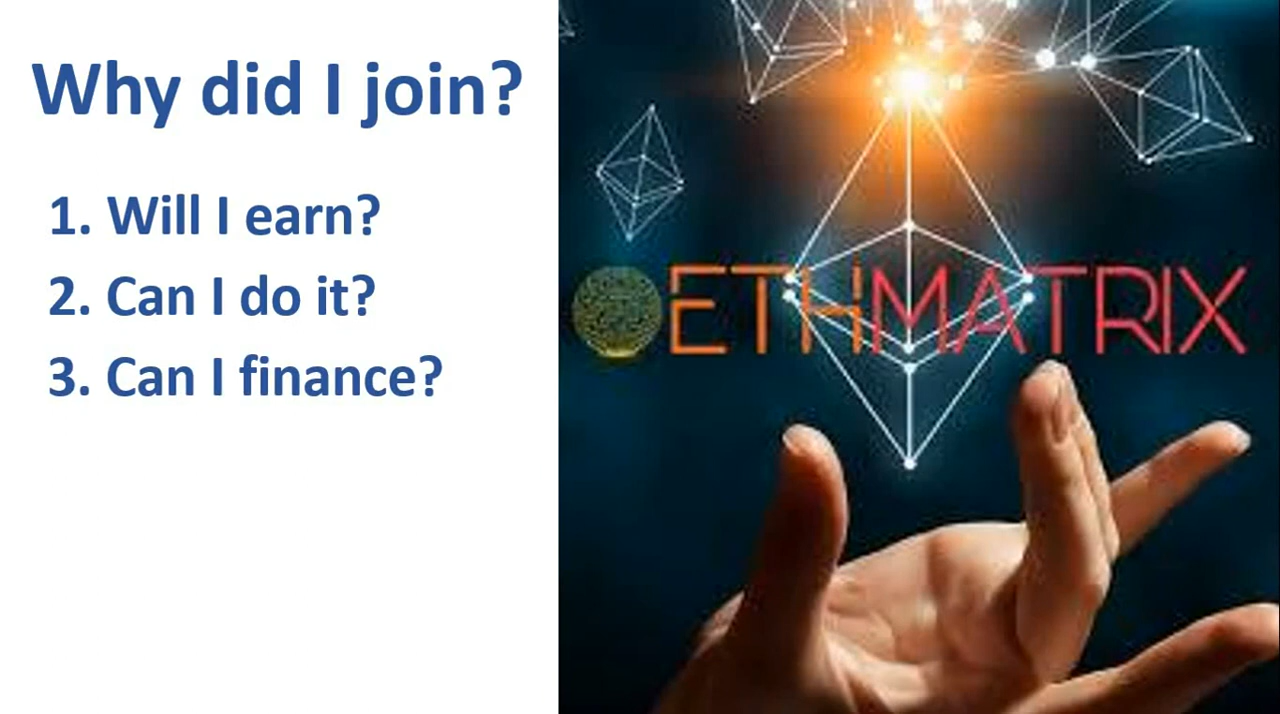 Why did I join?
1. Will I earn?
2. Can I do it?
3. Can I finance?
ETHMATRIX